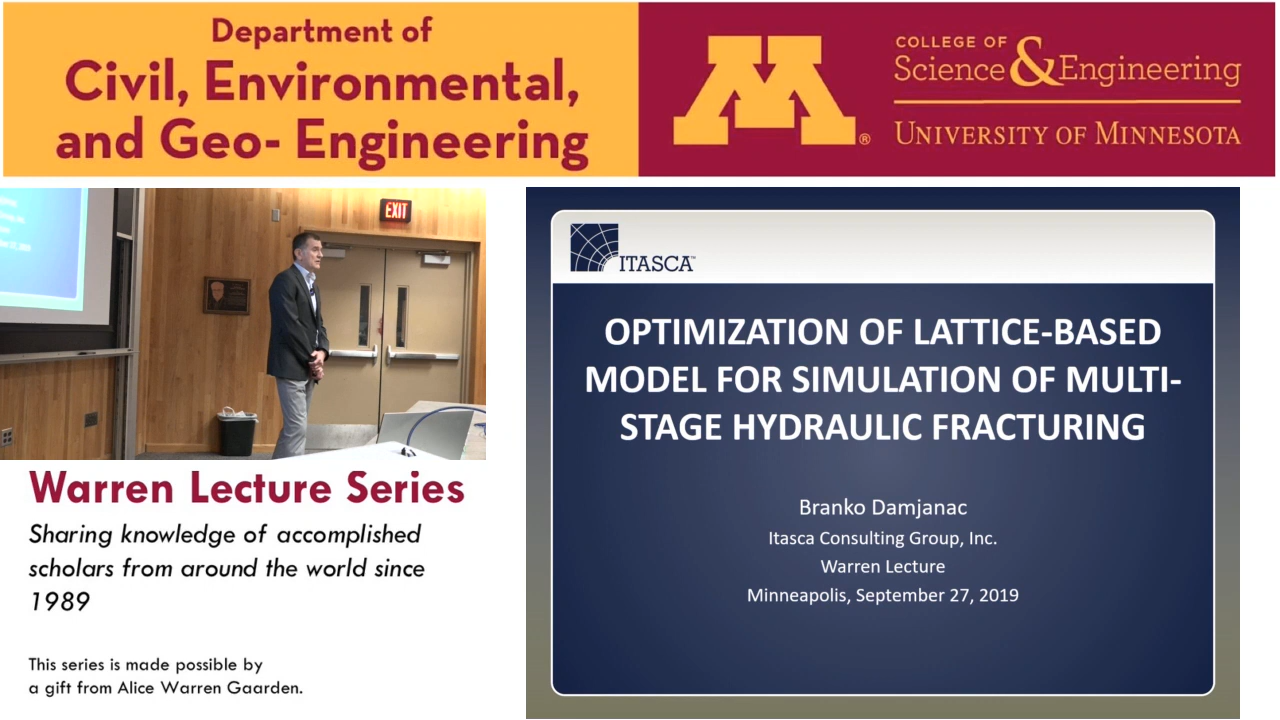 Department of
Civil, Environmental,
and Geo- Engineering
M®
COLLEGE OF
Science & Engineering
UNIVERSITY OF MINNESOTA
EXIT
Warren Lecture Series
Sharing knowledge of accomplished
scholars from around the world since
1989
This series is made possible by
a gift from Alice Warren Gaarden.
ITASCA™
OPTIMIZATION OF LATTICE-BASED
MODEL FOR SIMULATION OF MULTI-
STAGE HYDRAULIC FRACTURING
Branko Damjanac
Itasca Consulting Group, Inc.
Warren Lecture
Minneapolis, September 27, 2019